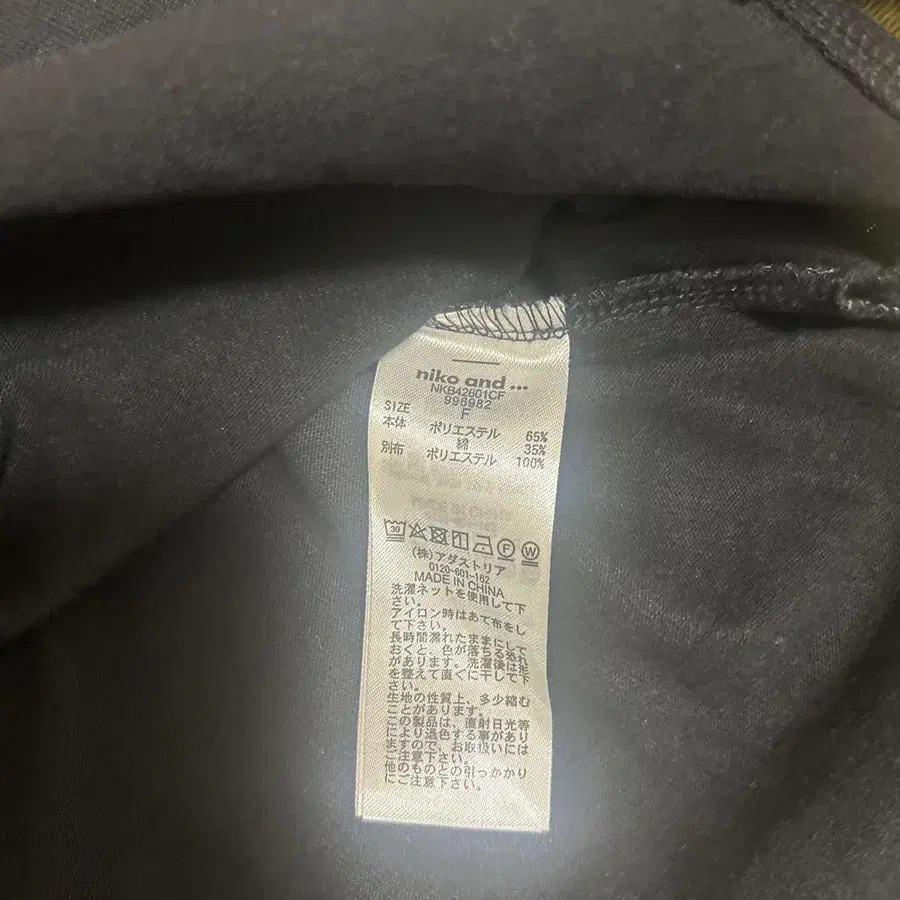 niko and ...
NKB42601CF
996982
SIZE F
本体 ポリエステル 65%
綿 35%
別布 ポリエステル 100%
30
F W
(株)アダストリア
0120-601-162
MADE IN CHINA
洗濯ネットを使用して下
さい。
アイロン時はあて布をし
て下さい。
長時間濡れたままにして
おくと、色が落ちる恐れ
があります。洗濯後は形
を整えて直ぐに干して下
さい。
生地の性質上、多少縮む
ことがあります。
この製品は、直射日光等
により退色する事があり
ますので、お取扱いには
ご注意下さい。
他のものとの引っかかり
にご注意下さい。